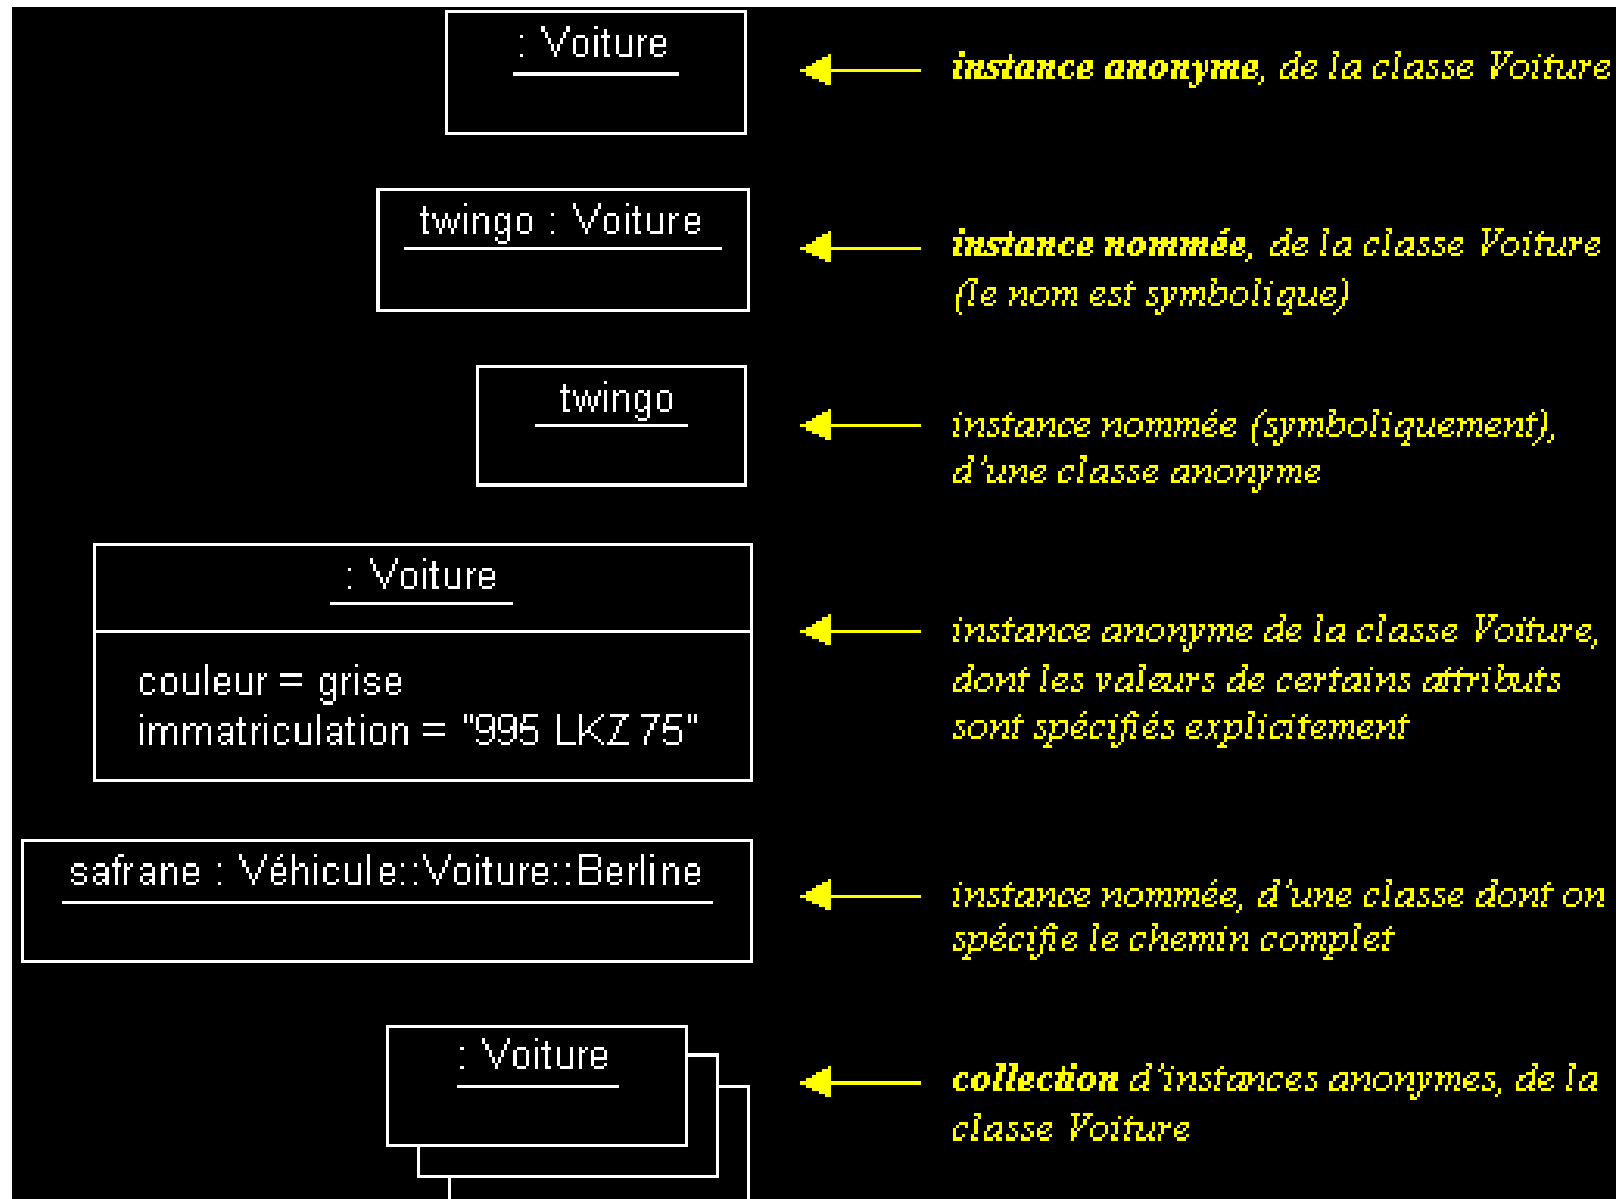 : Voiture
instance anonyme, de la classe Voiture
twingo : Voiture
instance nommée, de la classe Voiture
(le nom est symbolique)
twingo
instance nommée (symboliquement),
d'une classe anonyme
: Voiture
couleur = grise
immatriculation = "995 LKZ 75"
instance anonyme de la classe Voiture,
dont les valeurs de certains attributs
sont spécifiés explicitement
safrane : Véhicule::Voiture::Berline
instance nommée, d'une classe dont on
spécifie le chemin complet
: Voiture
collection d'instances anonymes, de la
classe Voiture